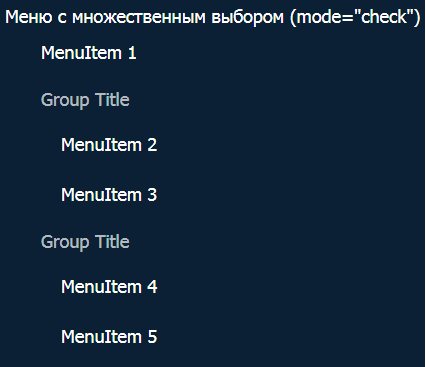 Меню с множественным выбором (mode="check")
MenuItem 1
Group Title
MenuItem 2
MenuItem 3
Group Title
MenuItem 4
MenuItem 5